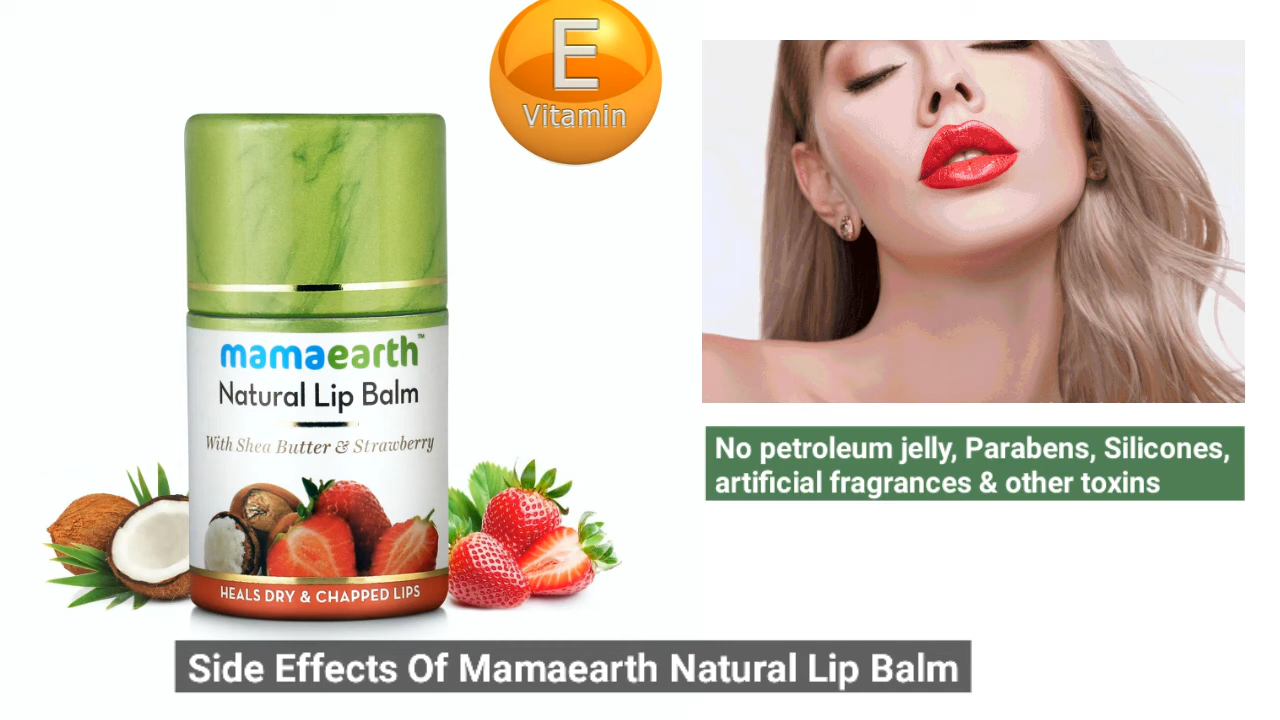 E
Vitamin
mamaearth™
Natural Lip Balm
With Shea Butter & Strawberry
HEALS DRY & CHAPPED LIPS
No petroleum jelly, Parabens, Silicones,
artificial fragrances & other toxins
Side Effects Of Mamaearth Natural Lip Balm